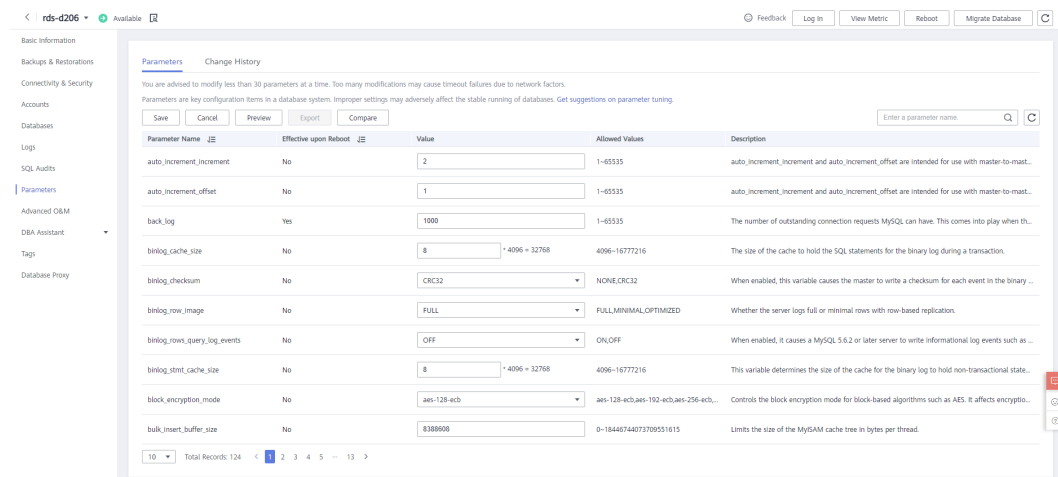 rds-d206 Available Feedback Log In View Metric Reboot Migrate Database
Basic Information
Backups & Restorations
Connectivity & Security
Accounts
Databases
Logs
SQL Audits
Parameters
Advanced O&M
DBA Assistant
Tags
Database Proxy
Parameters Change History
You are advised to modify less than 30 parameters at a time. Too many modifications may cause timeout failures due to network factors.
Parameters are key configuration items in a database system. Improper settings may adversely affect the stable running of databases. Get suggestions on parameter tuning.
Save Cancel Preview Export Compare Enter a parameter name.
Parameter Name Effective upon Reboot Value Allowed Values Description
auto_increment_increment No 2 1~65535 auto_increment_increment and auto_increment_offset are intended for use with master-to-mast...
auto_increment_offset No 1 1~65535 auto_increment_increment and auto_increment_offset are intended for use with master-to-mast...
back_log Yes 1000 1~65535 The number of outstanding connection requests MySQL can have. This comes into play when th...
binlog_cache_size No 8 * 4096 = 32768 4096~16777216 The size of the cache to hold the SQL statements for the binary log during a transaction.
binlog_checksum No CRC32 NONE,CRC32 When enabled, this variable causes the master to write a checksum for each event in the binary ...
binlog_row_image No FULL FULL,MINIMAL,OPTIMIZED Whether the server logs full or minimal rows with row-based replication.
binlog_rows_query_log_events No OFF ON,OFF When enabled, it causes a MySQL 5.6.2 or later server to write informational log events such as ...
binlog_stmt_cache_size No 8 * 4096 = 32768 4096~16777216 This variable determines the size of the cache for the binary log to hold non-transactional state...
block_encryption_mode No aes-128-ecb aes-128-ecb,aes-192-ecb,aes-256-ecb,... Controls the block encryption mode for block-based algorithms such as AES. It affects encryptio...
bulk_insert_buffer_size No 8388608 0~18446744073709551615 Limits the size of the MyISAM cache tree in bytes per thread.
10 Total Records: 124 < 1 2 3 4 5 ··· 13 >